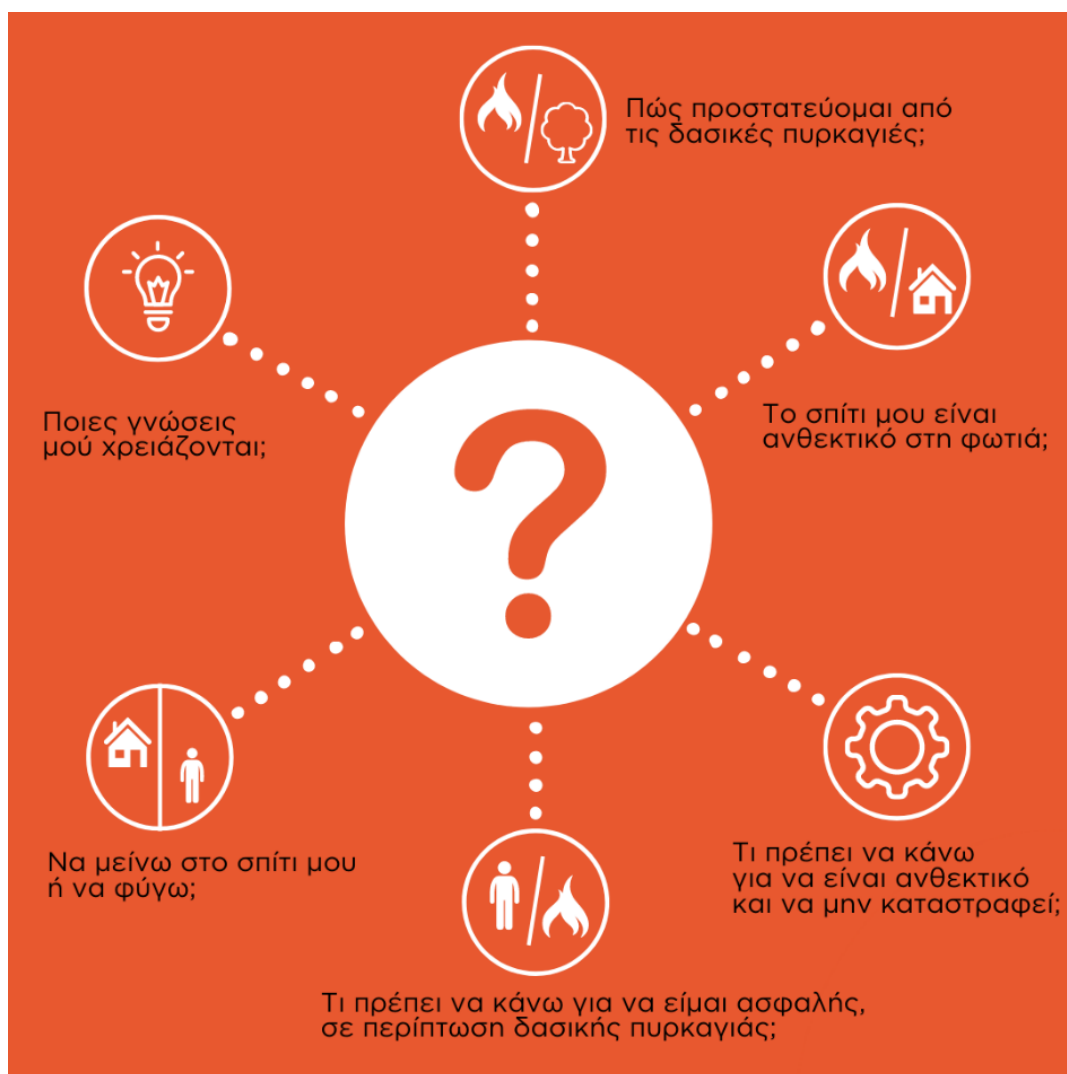 Πώς προστατεύομαι από
τις δασικές πυρκαγιές;
Το σπίτι μου είναι
ανθεκτικό στη φωτιά;
Τι πρέπει να κάνω
για να είναι ανθεκτικό
και να μην καταστραφεί;
Τι πρέπει να κάνω για να είμαι ασφαλής,
σε περίπτωση δασικής πυρκαγιάς;
Να μείνω στο σπίτι μου
ή να φύγω;
Ποιες γνώσεις
μού χρειάζονται;
?